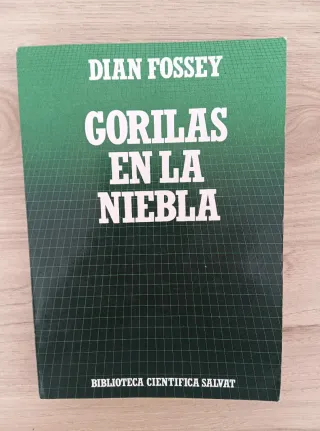 DIAN FOSSEY
GORILAS
EN LA
NIEBLA
BIBLIOTECA CIENTIFICA SALVAT